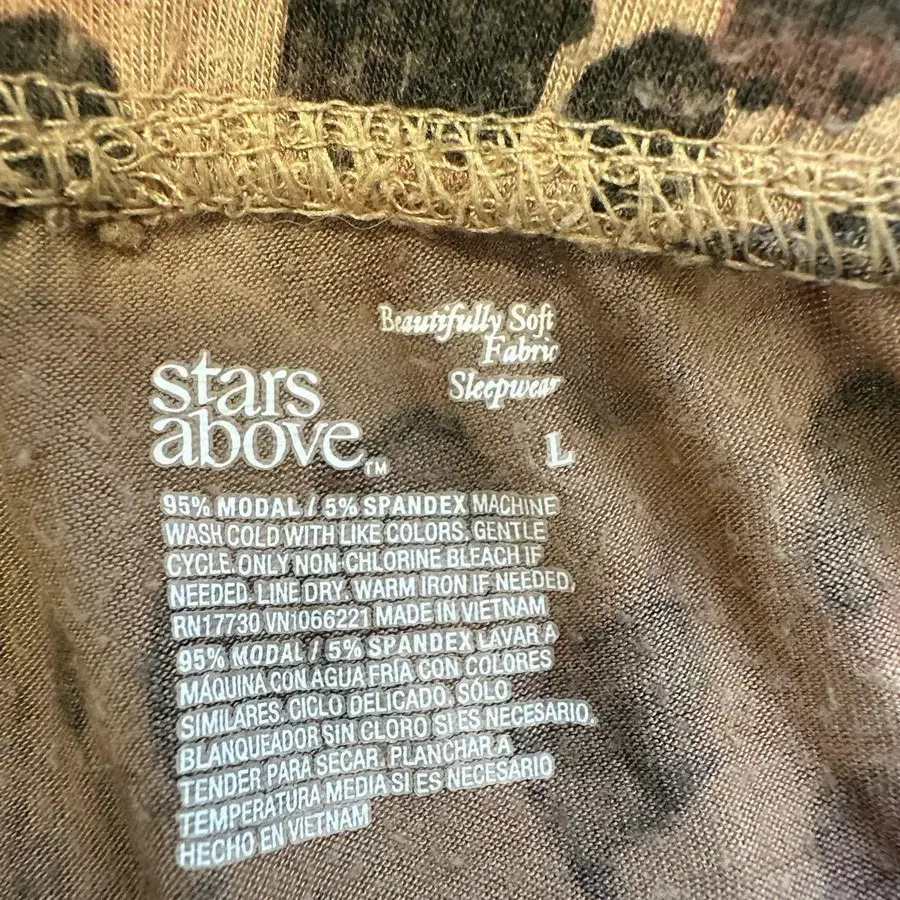 Beautifully Soft
Fabric
Sleepwear
stars
above™
L
95% MODAL / 5% SPANDEX MACHINE
WASH COLD WITH LIKE COLORS. GENTLE
CYCLE. ONLY NON-CHLORINE BLEACH IF
NEEDED. LINE DRY. WARM IRON IF NEEDED.
RN17730 VN1066221 MADE IN VIETNAM
95% MODAL / 5% SPANDEX LAVAR A
MÁQUINA CON AGUA FRÍA CON COLORES
SIMILARES. CICLO DELICADO. SÓLO
BLANQUEADOR SIN CLORO SI ES NECESARIO.
TENDER PARA SECAR. PLANCHAR A
TEMPERATURA MEDIA SI ES NECESARIO
HECHO EN VIETNAM